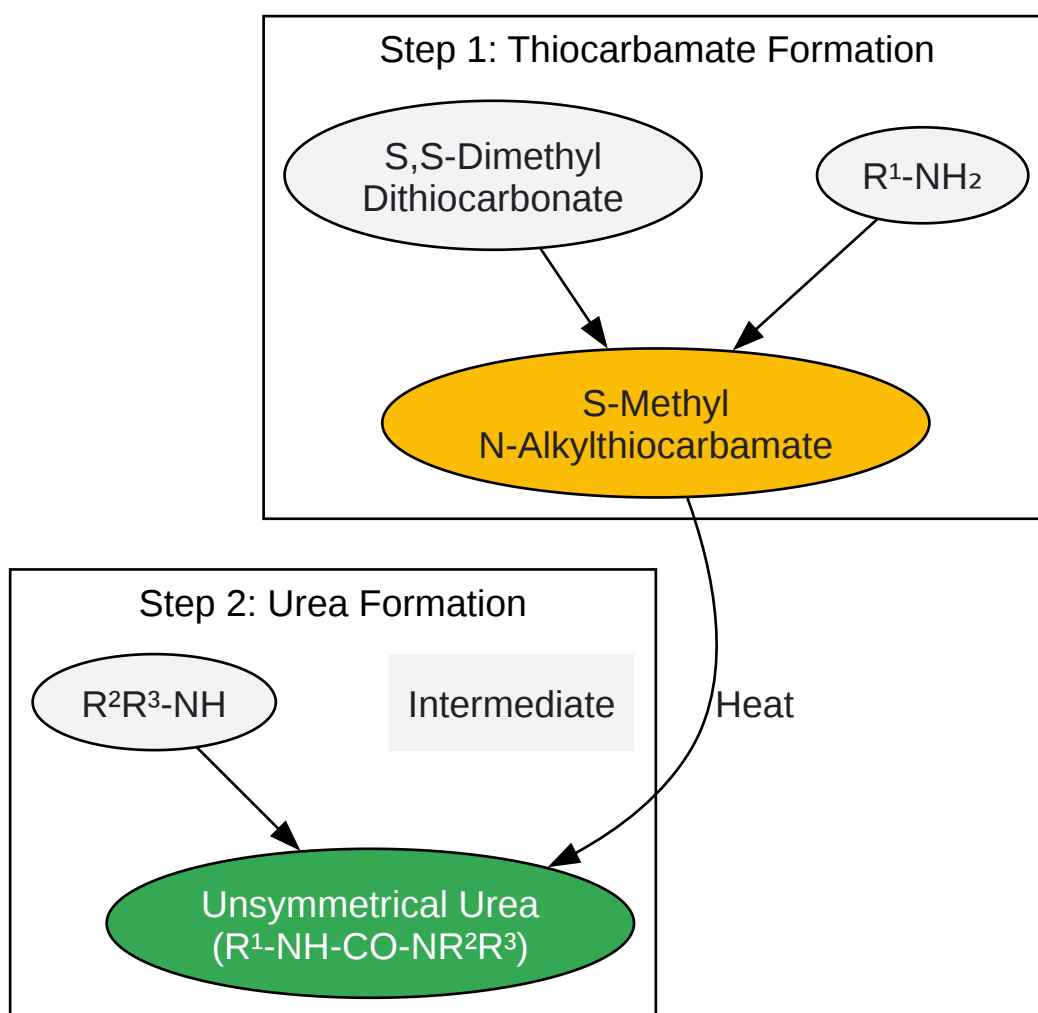 Step 1: Thiocarbamate Formation
S,S-Dimethyl
Dithiocarbonate
R¹-NH₂
S-Methyl
N-Alkylthiocarbamate
Step 2: Urea Formation
R²R³-NH
Intermediate
Heat
Unsymmetrical Urea
(R¹-NH-CO-NR²R³)